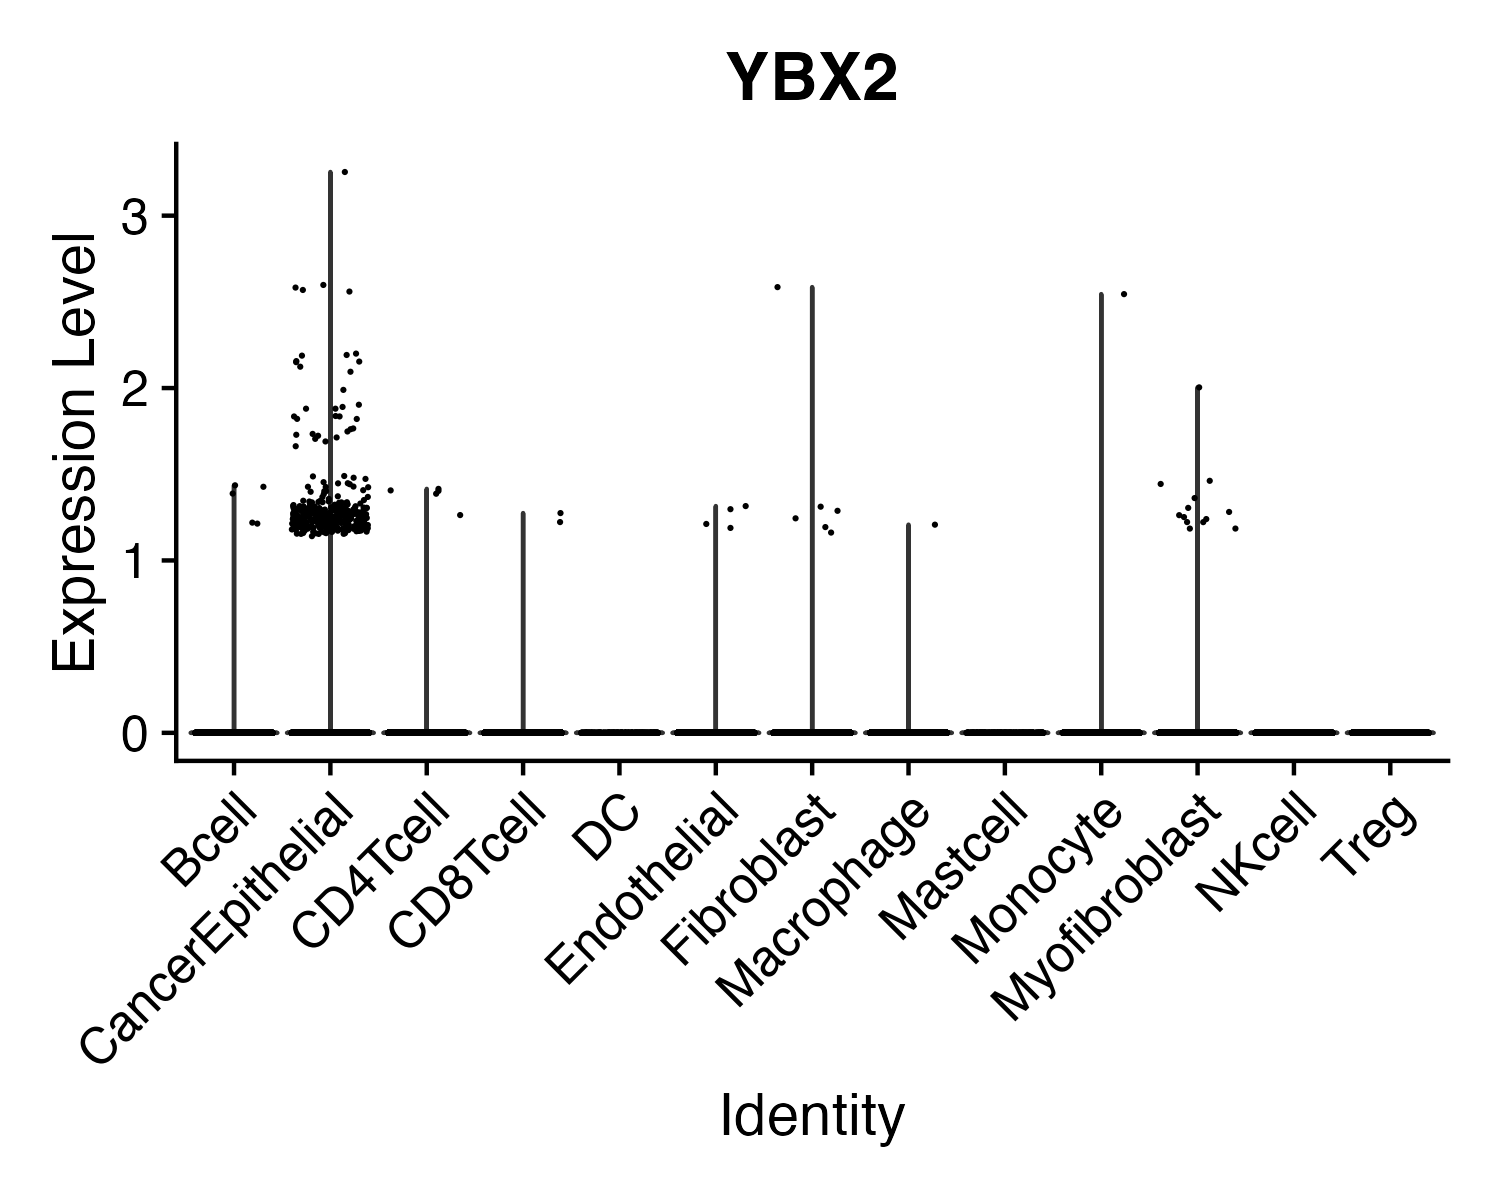 YBX2
Expression Level
3
2
1
0
Bcell
CancerEpithelial
CD4Tcell
CD8Tcell
DC
Endothelial
Fibroblast
Macrophage
Mastcell
Monocyte
Myofibroblast
NKcell
Treg
Identity